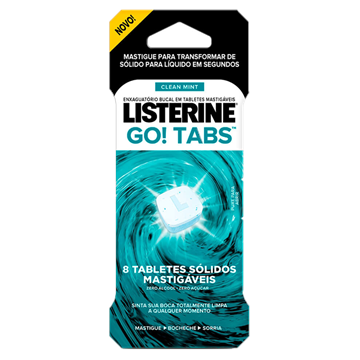 NOVO!
MASTIGUE PARA TRANSFORMAR DE
SÓLIDO PARA LÍQUIDO EM SEGUNDOS
CLEAN MINT
ENXAGUATÓRIO BUCAL EM TABLETES MASTIGÁVEIS
LISTERINE
GO! TABS™
L
8 TABLETES SÓLIDOS
MASTIGÁVEIS
ZERO ÁLCOOL • ZERO AÇÚCAR
SINTA SUA BOCA TOTALMENTE LIMPA
A QUALQUER MOMENTO
MASTIGUE BOCHECHE SORRIA